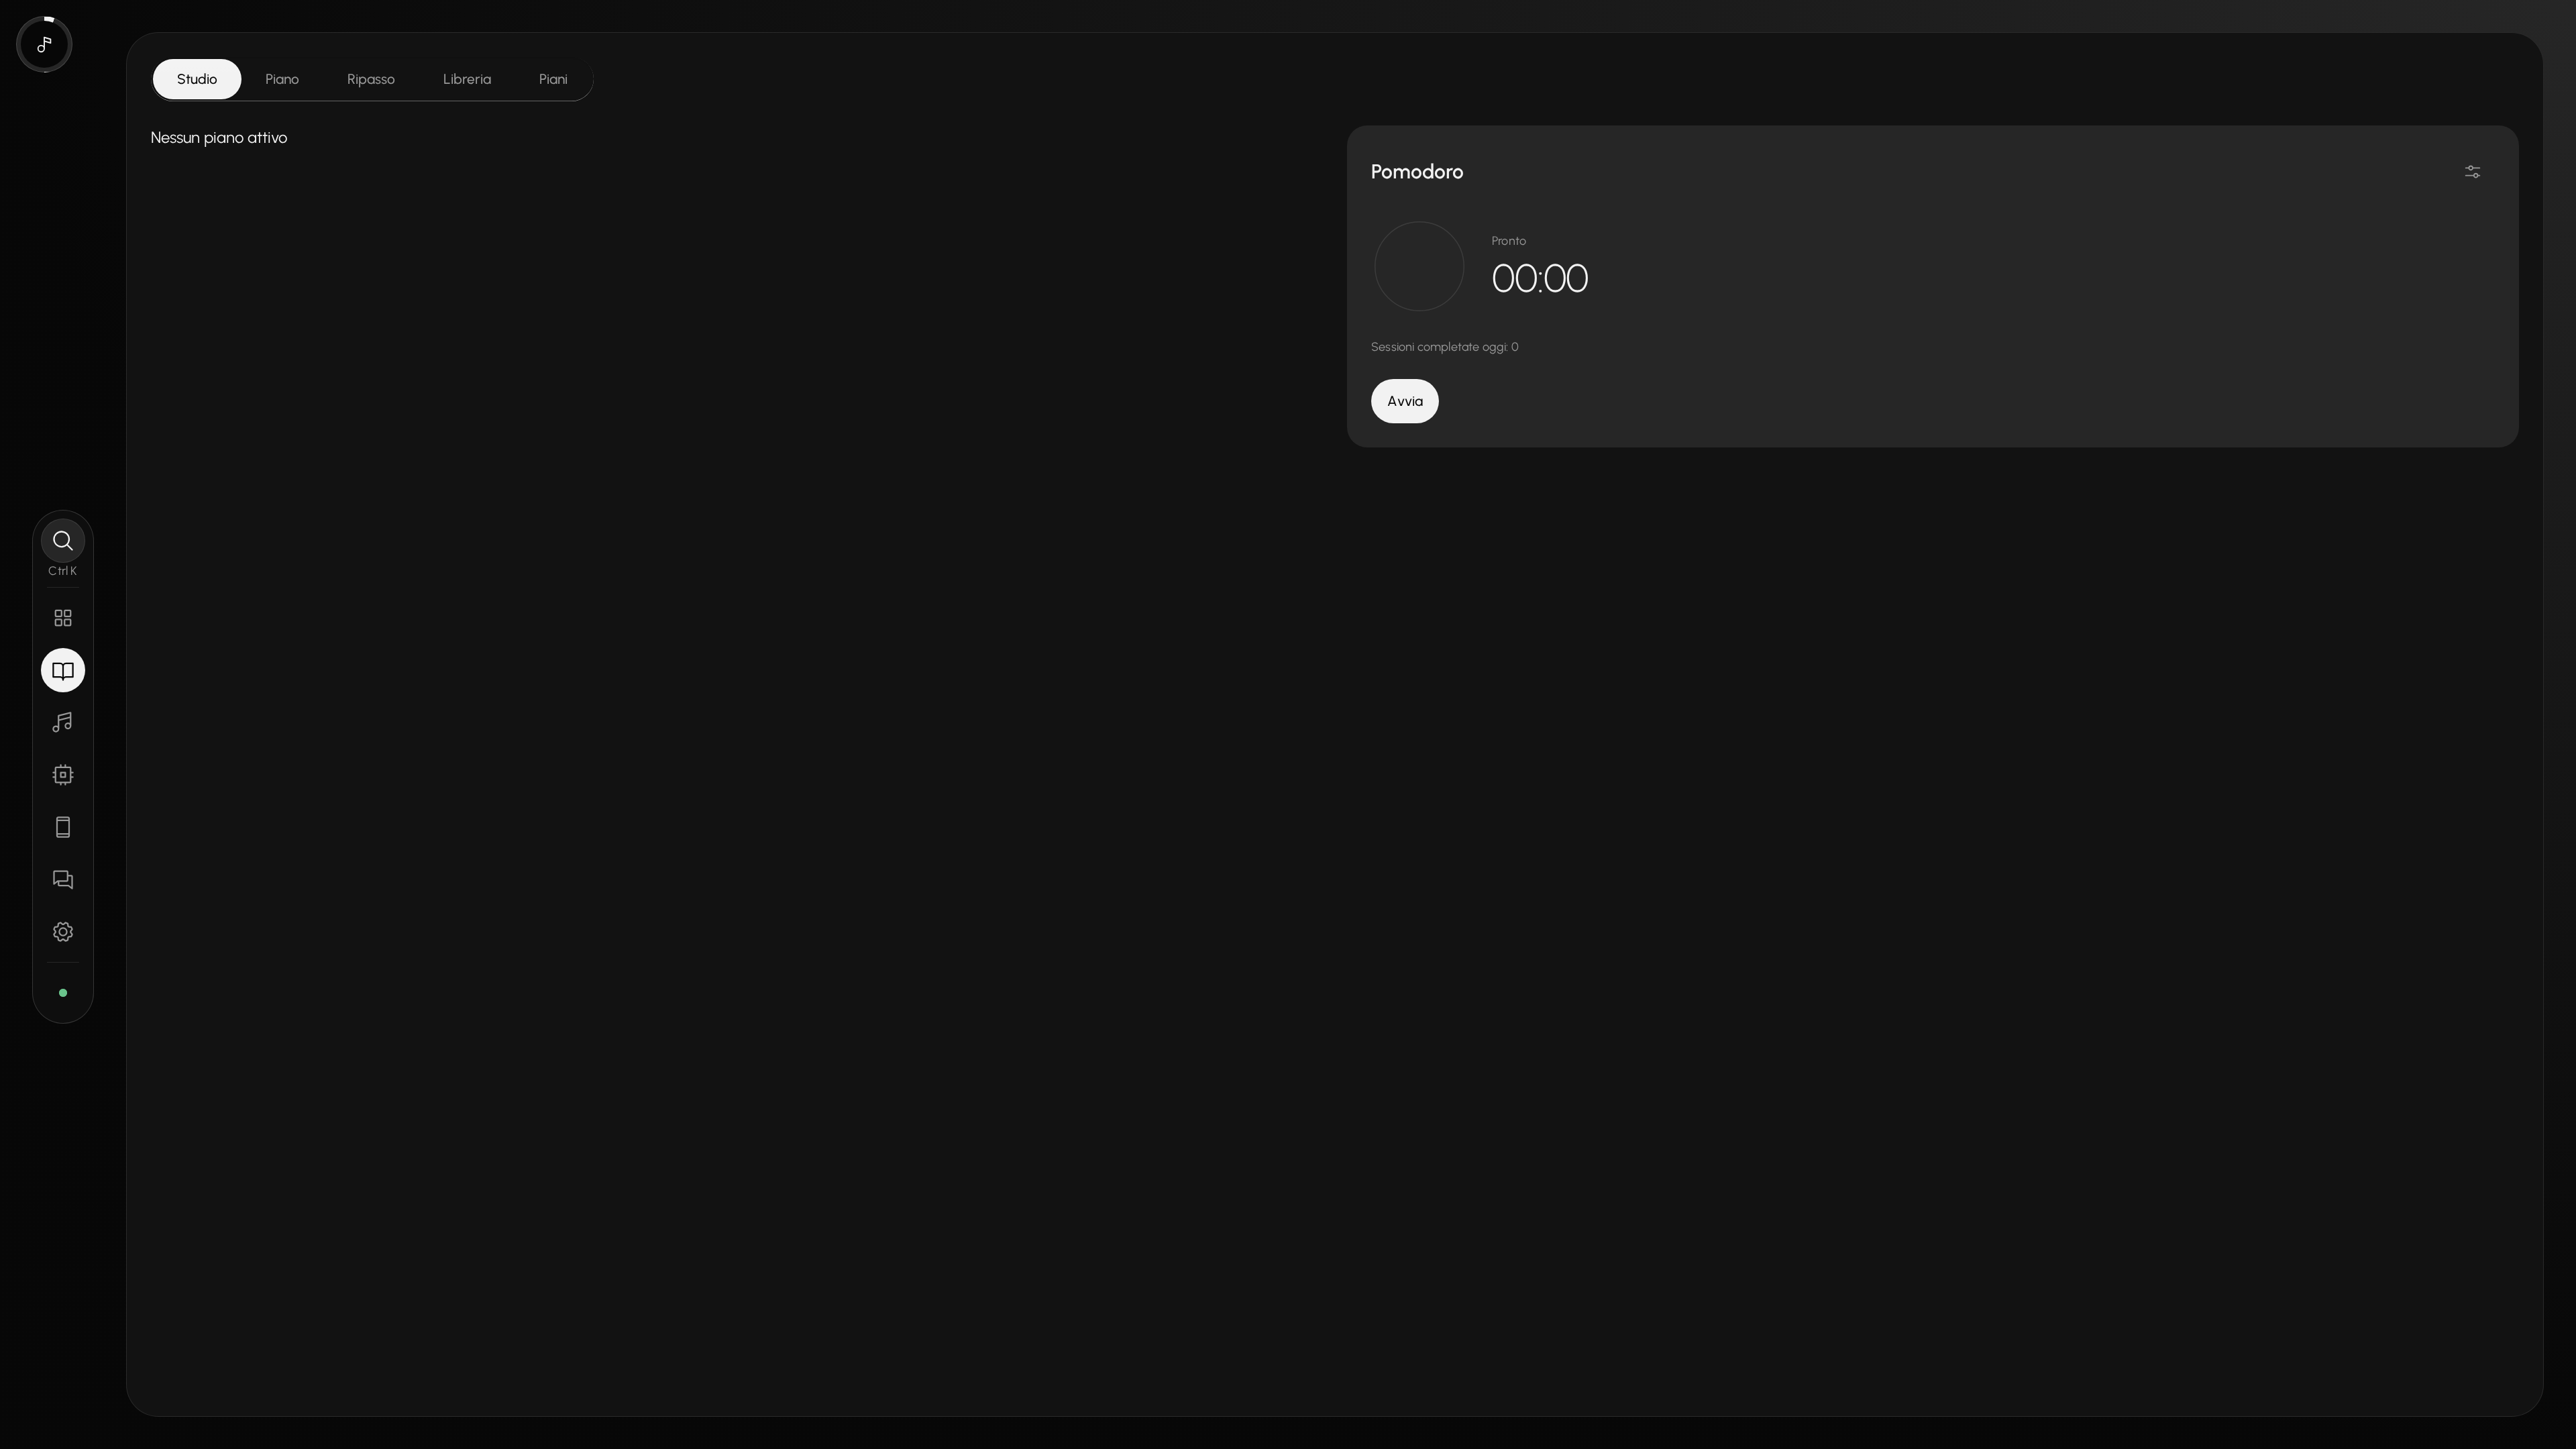 Studio
Piano
Ripasso
Libreria
Piani
Nessun piano attivo
Pomodoro
Pronto
00:00
Sessioni completate oggi: 0
Avvia
Ctrl K